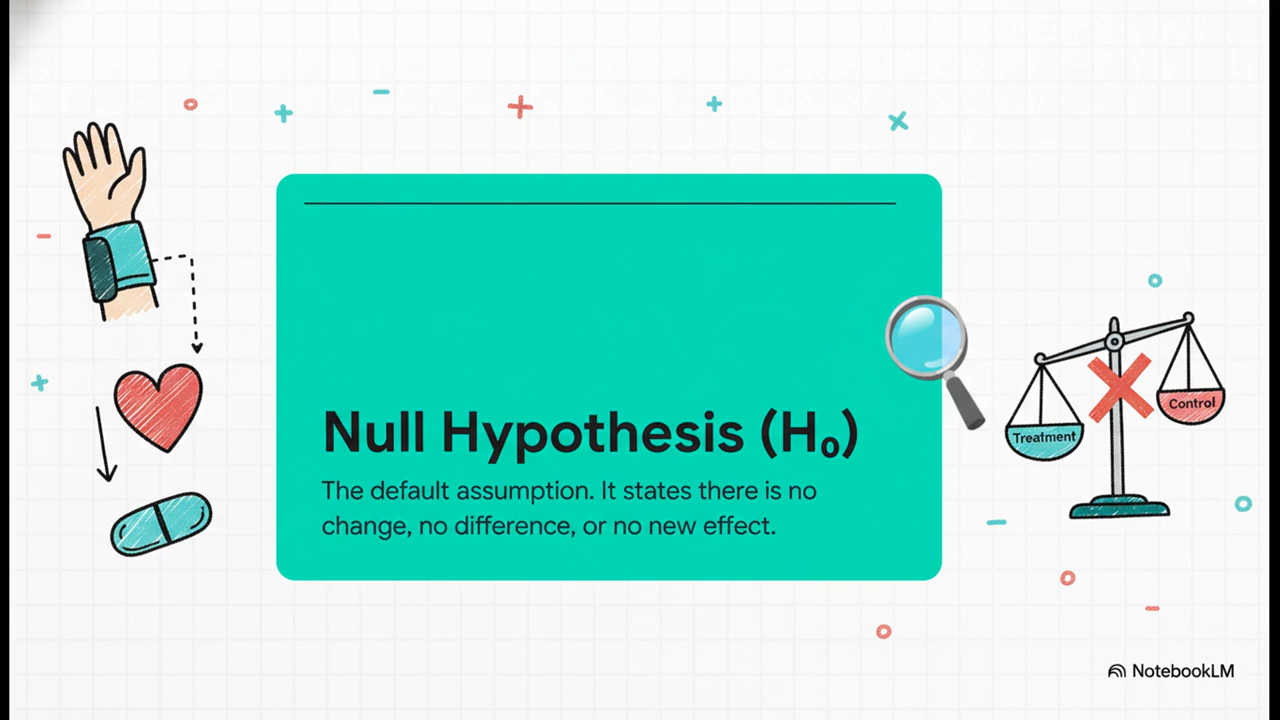 Null Hypothesis (H₀)
The default assumption. It states there is no
change, no difference, or no new effect.
Treatment
Control
NotebookLM